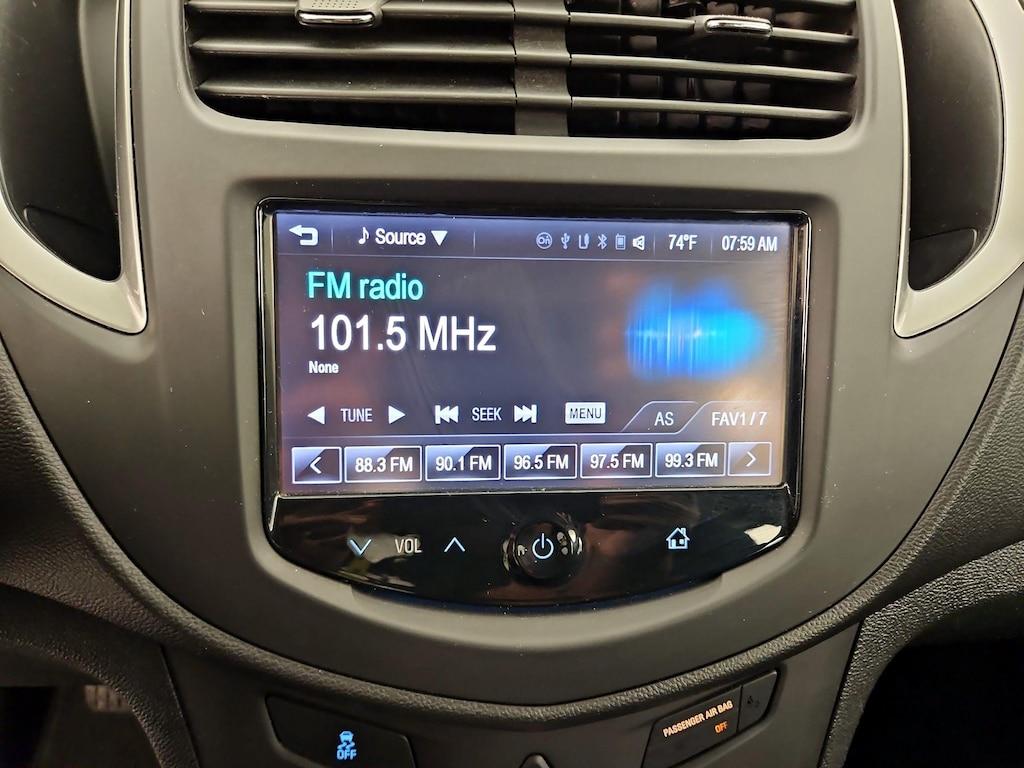 Source 74°F 07:59 AM
FM radio
101.5 MHz
None
TUNE SEEK MENU AS FAV1/7
88.3 FM 90.1 FM 96.5 FM 97.5 FM 99.3 FM
VOL
PASSENGER AIR BAG
OFF
OFF